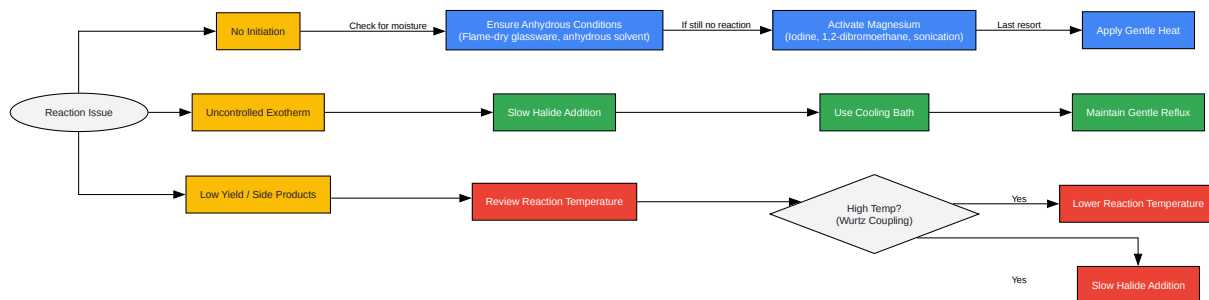 No Initiation
Check for moisture
Ensure Anhydrous Conditions
(Flame-dry glassware, anhydrous solvent)
If still no reaction
Activate Magnesium
(Iodine, 1,2-dibromoethane, sonication)
Last resort
Apply Gentle Heat
Reaction Issue
Uncontrolled Exotherm
Slow Halide Addition
Use Cooling Bath
Maintain Gentle Reflux
Low Yield / Side Products
Review Reaction Temperature
High Temp?
(Wurtz Coupling)
Yes
Lower Reaction Temperature
Yes
Slow Halide Addition